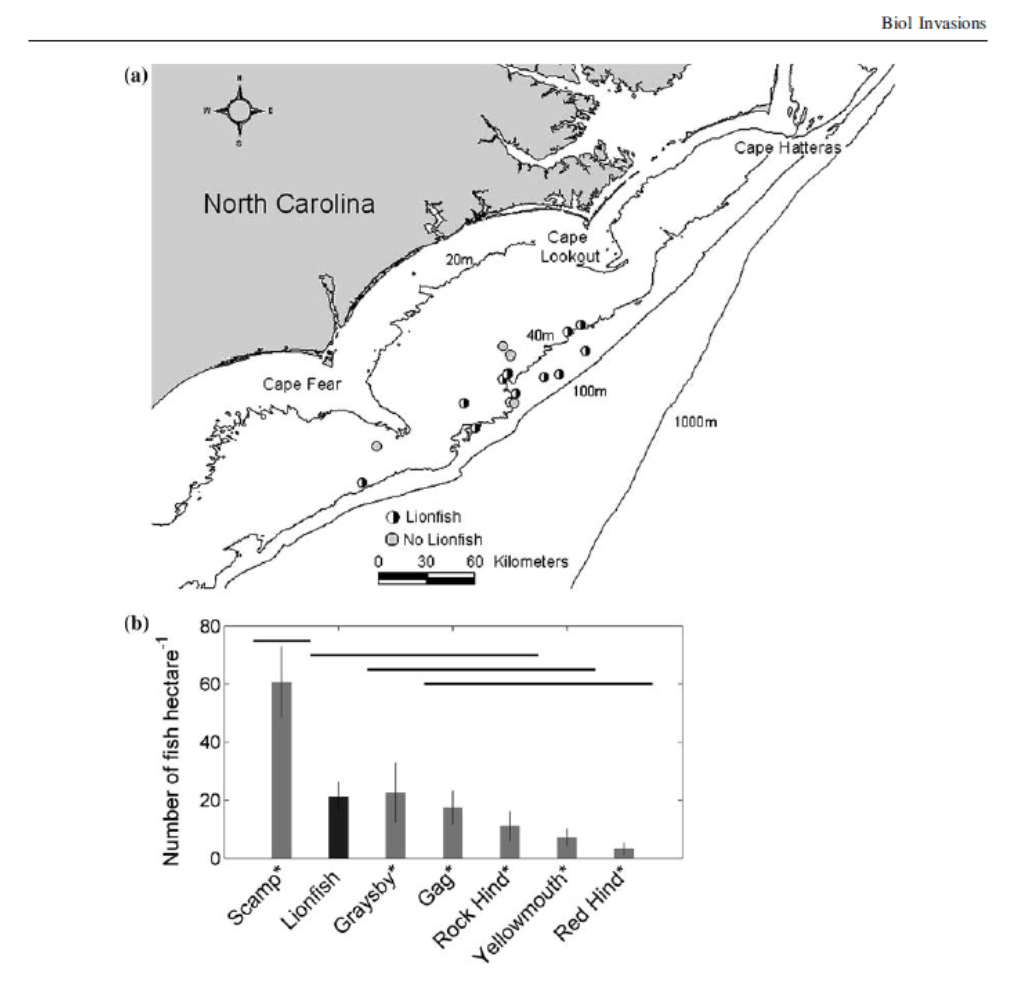 Biol Invasions
(a)
N
W
E
S
Cape Hatteras
North Carolina
Cape
Lookout
20m
40m
Cape Fear
100m
1000m
Lionfish
No Lionfish
0 30 60 Kilometers
(b)
80
60
40
20
0
Number of fish hectare-1
Scamp*
Lionfish
Graysby*
Gag*
Rock Hind*
Yellowmouth*
Red Hind*